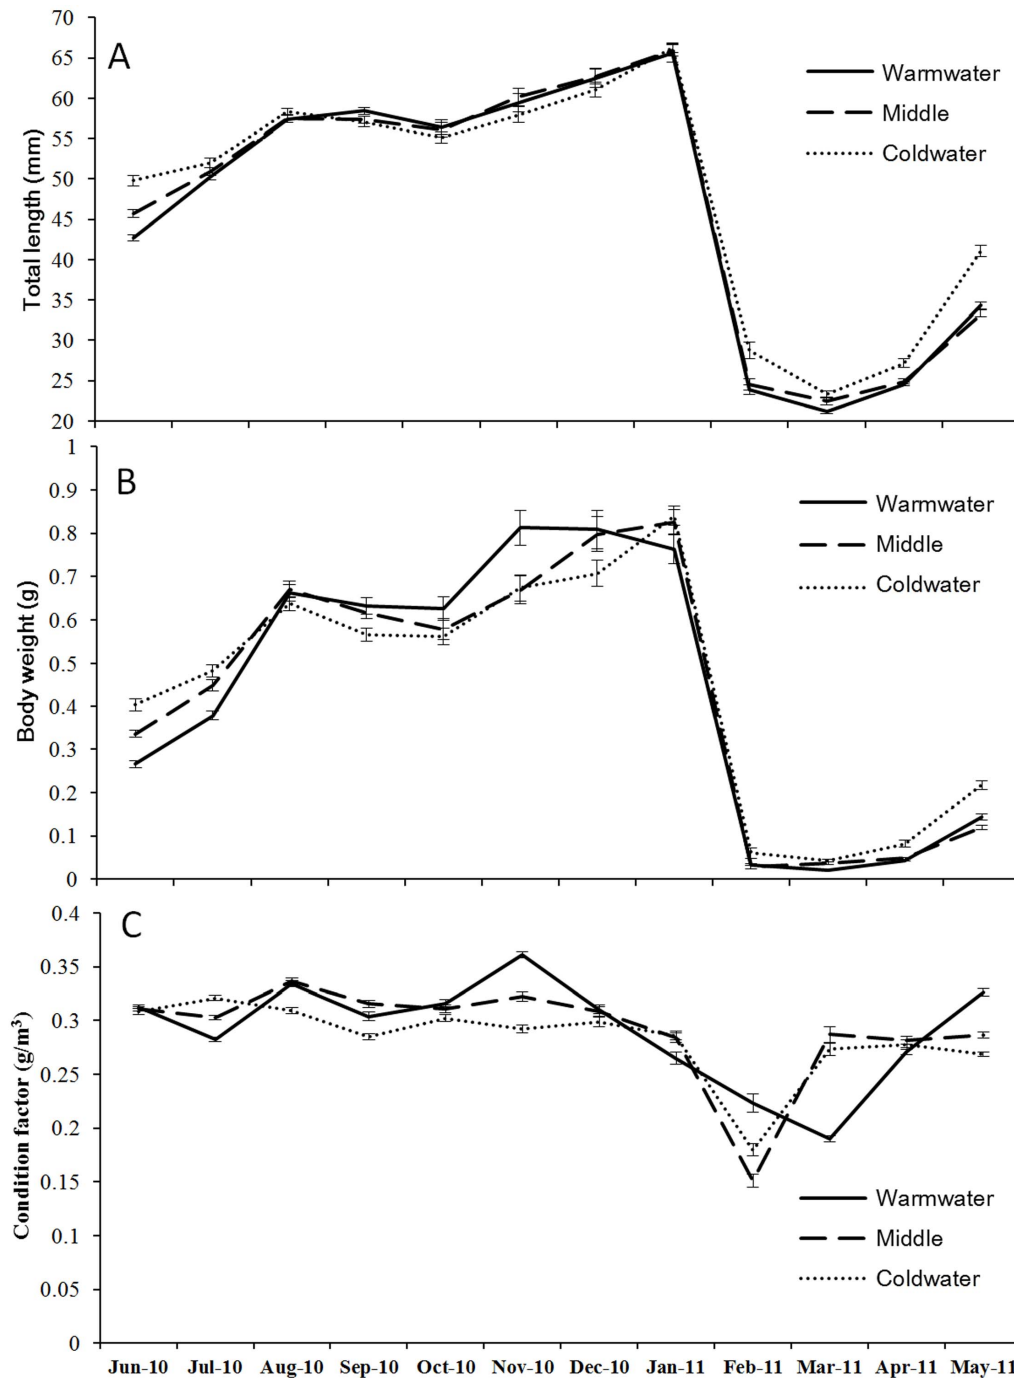 A
70
65
60
55
50
45
40
35
30
25
20
Total length (mm)
Warmwater
Middle
Coldwater
B
1
0.9
0.8
0.7
0.6
0.5
0.4
0.3
0.2
0.1
0
Body weight (g)
Warmwater
Middle
Coldwater
C
0.4
0.35
0.3
0.25
0.2
0.15
0.1
0.05
0
Condition factor (g/m³)
Warmwater
Middle
Coldwater
Jun-10 Jul-10 Aug-10 Sep-10 Oct-10 Nov-10 Dec-10 Jan-11 Feb-11 Mar-11 Apr-11 May-11